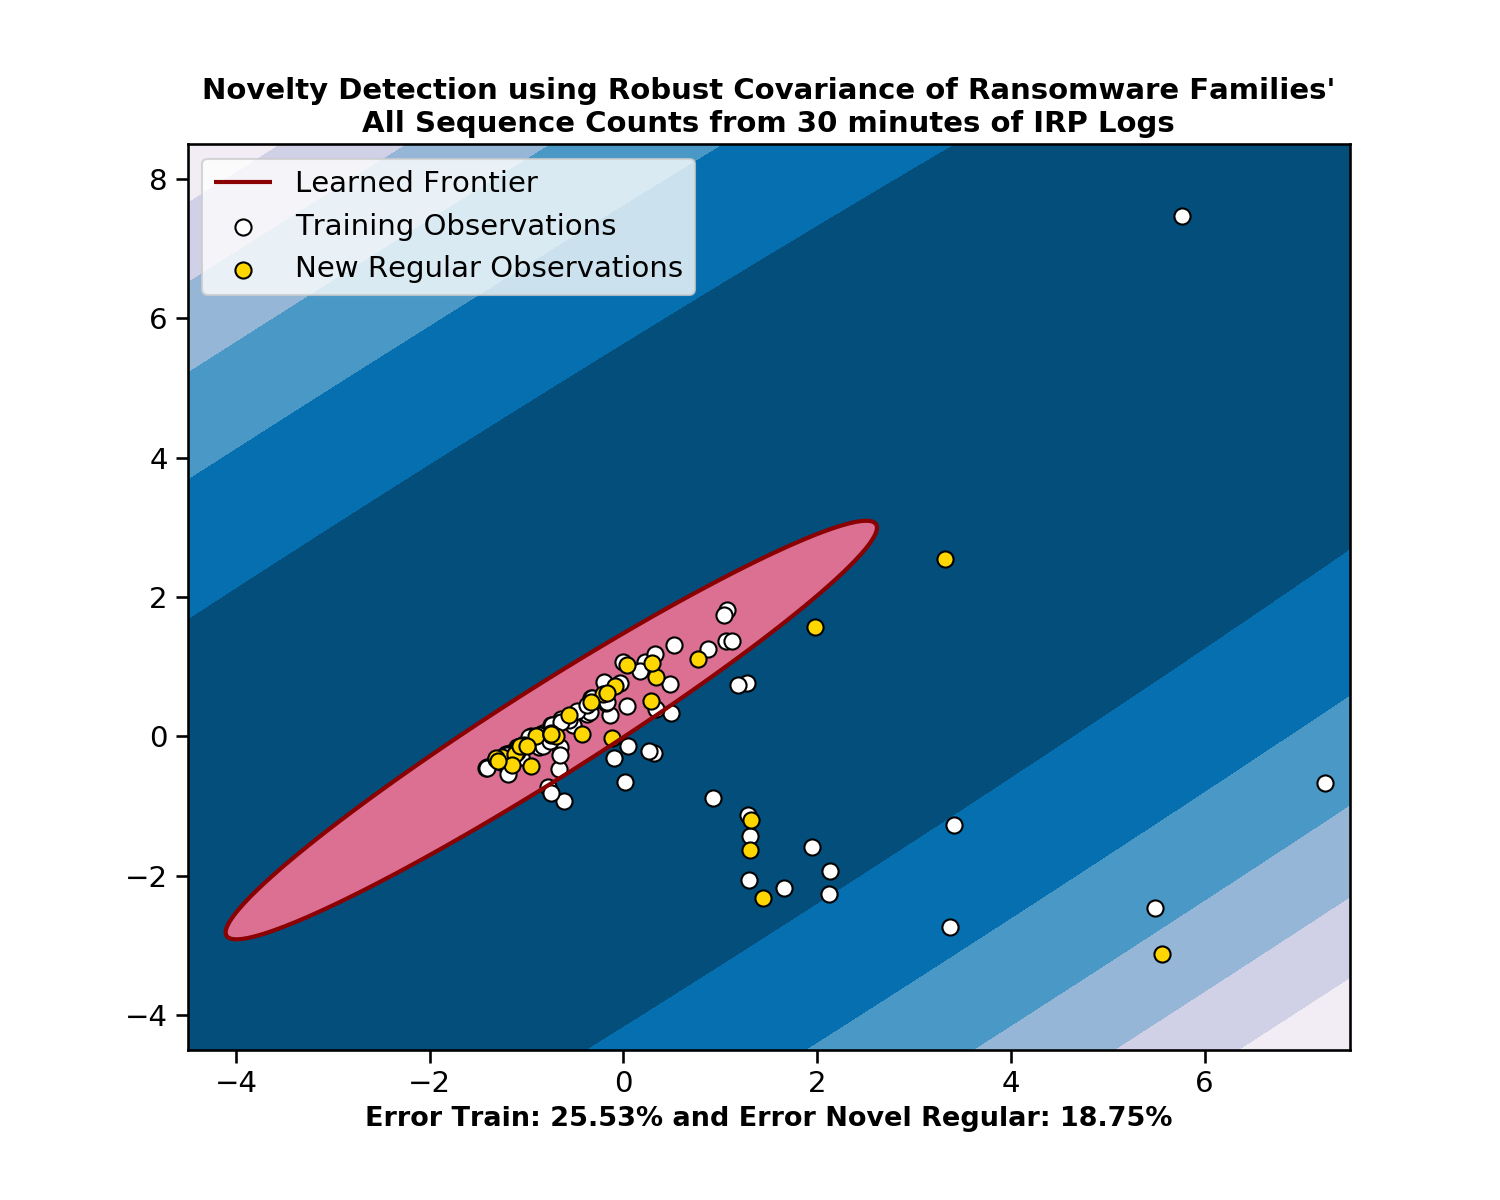 Novelty Detection using Robust Covariance of Ransomware Families'
All Sequence Counts from 30 minutes of IRP Logs
Learned Frontier
Training Observations
New Regular Observations
8
6
4
2
0
−2
−4
−4 −2 0 2 4 6
Error Train: 25.53% and Error Novel Regular: 18.75%